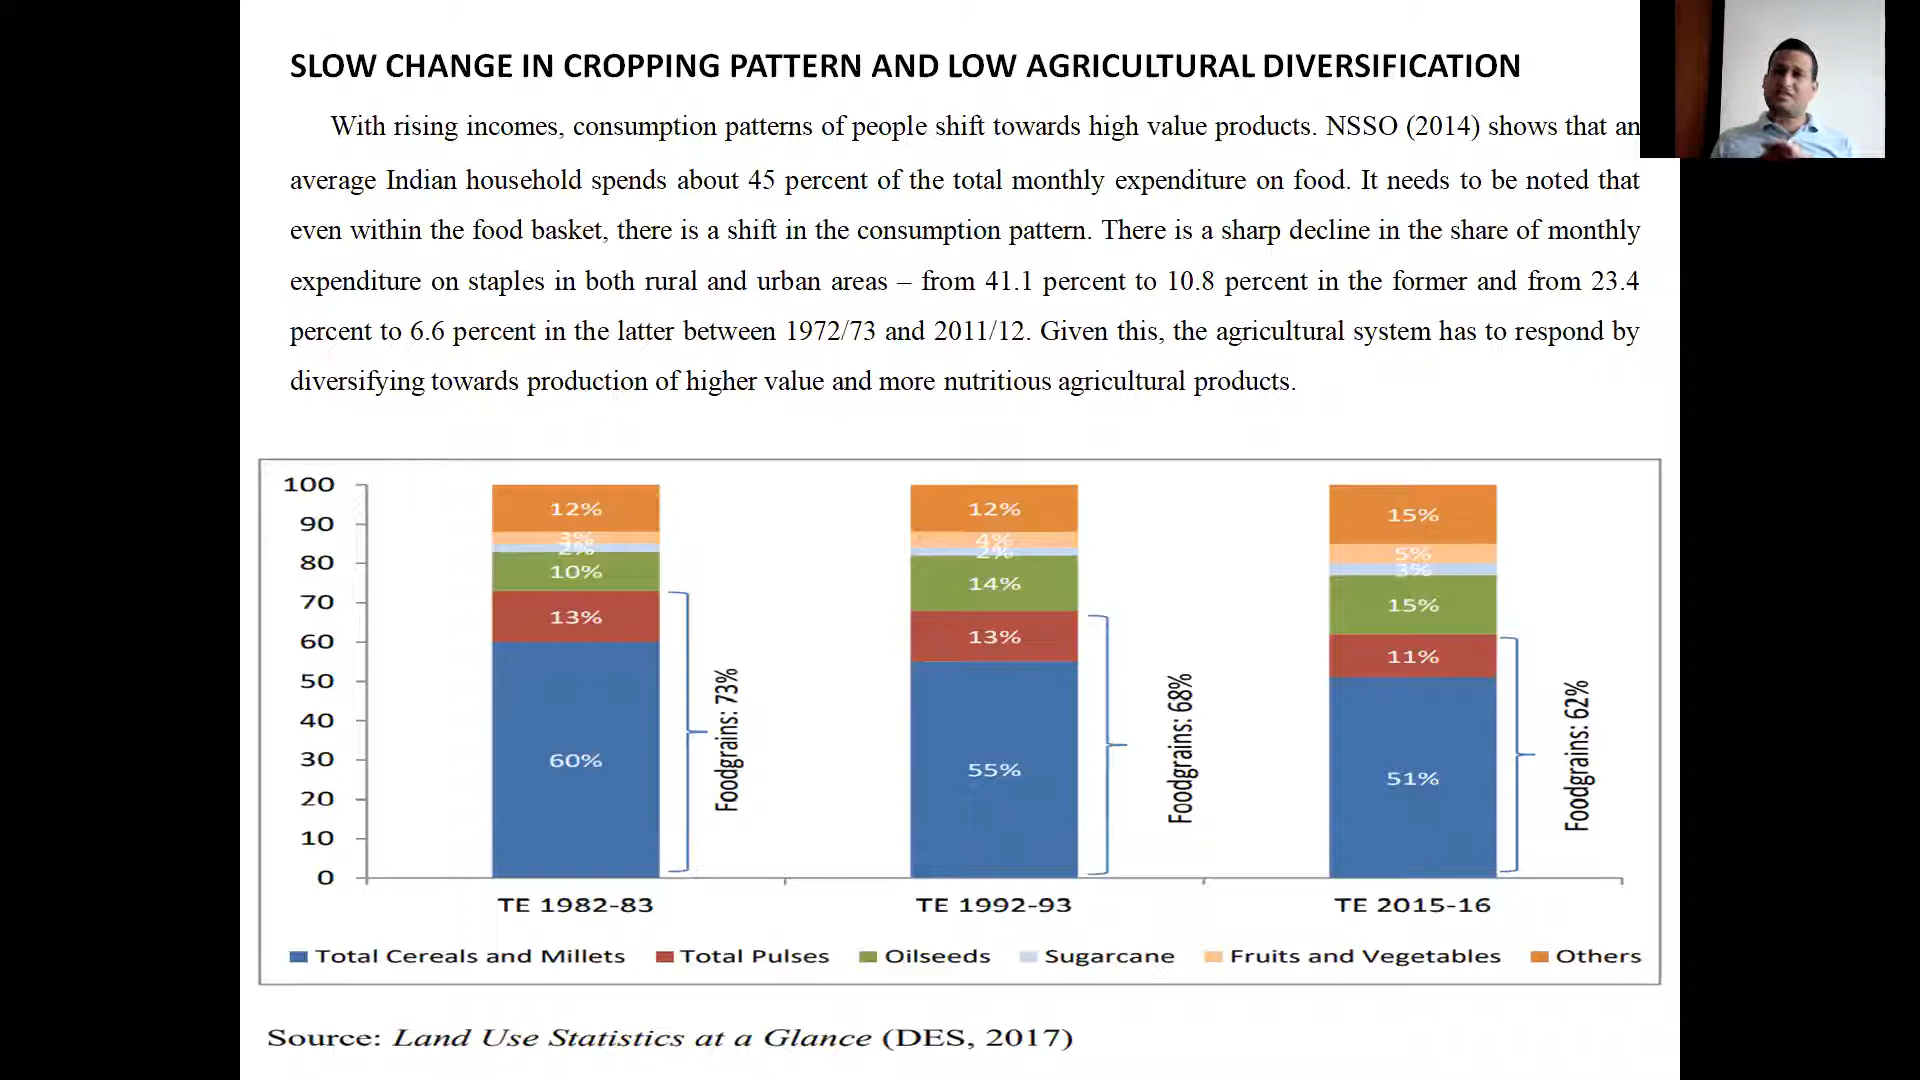 SLOW CHANGE IN CROPPING PATTERN AND LOW AGRICULTURAL DIVERSIFICATION
With rising incomes, consumption patterns of people shift towards high value products. NSSO (2014) shows that an
average Indian household spends about 45 percent of the total monthly expenditure on food. It needs to be noted that
even within the food basket, there is a shift in the consumption pattern. There is a sharp decline in the share of monthly
expenditure on staples in both rural and urban areas – from 41.1 percent to 10.8 percent in the former and from 23.4
percent to 6.6 percent in the latter between 1972/73 and 2011/12. Given this, the agricultural system has to respond by
diversifying towards production of higher value and more nutritious agricultural products.
100
90
80
70
60
50
40
30
20
10
0
12%
3%
2%
10%
13%
60%
Foodgrains: 73%
12%
4%
2%
14%
13%
55%
Foodgrains: 68%
15%
5%
3%
15%
11%
51%
Foodgrains: 62%
TE 1982-83 TE 1992-93 TE 2015-16
Total Cereals and Millets Total Pulses Oilseeds Sugarcane Fruits and Vegetables Others
Source: Land Use Statistics at a Glance (DES, 2017)